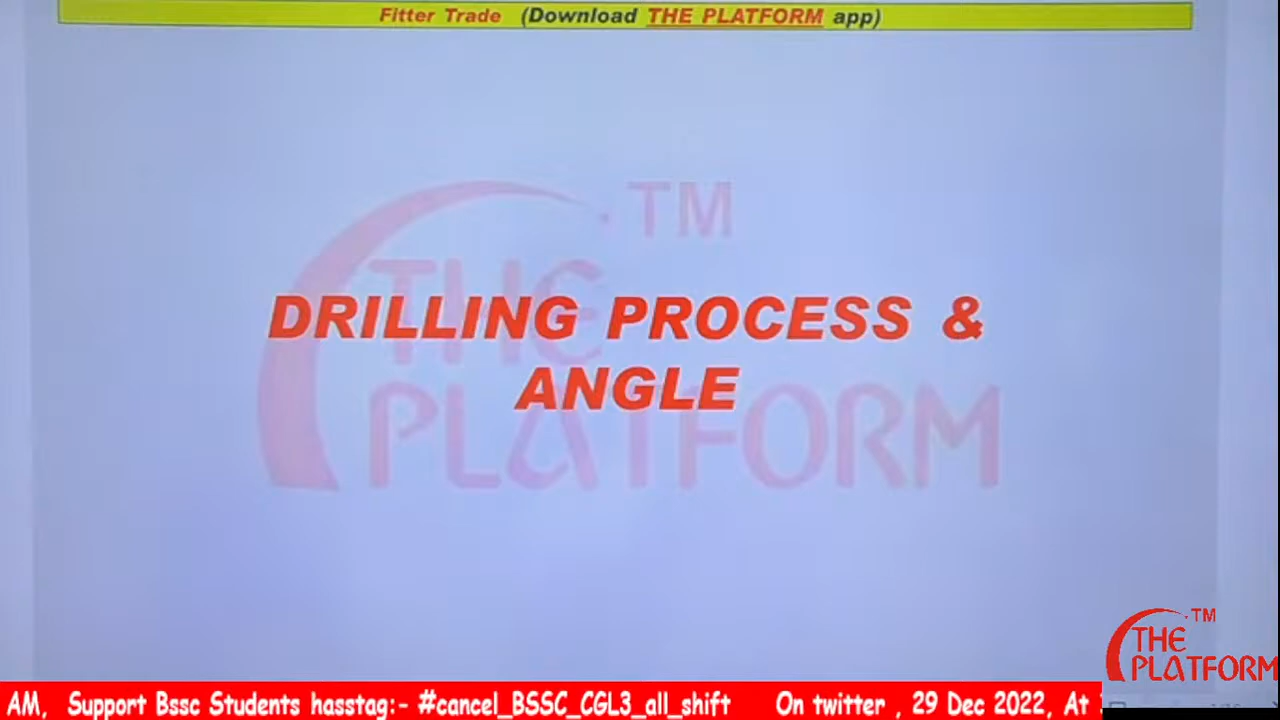 Fitter Trade (Download THE PLATFORM app)
TM
THE
DRILLING PROCESS &
ANGLE
PLATFORM
TM
THE
PLATFORM
AM, Support Bssc Students hasstag:- #cancel_BSSC_CGL3_all_shift On twitter , 29 Dec 2022, At